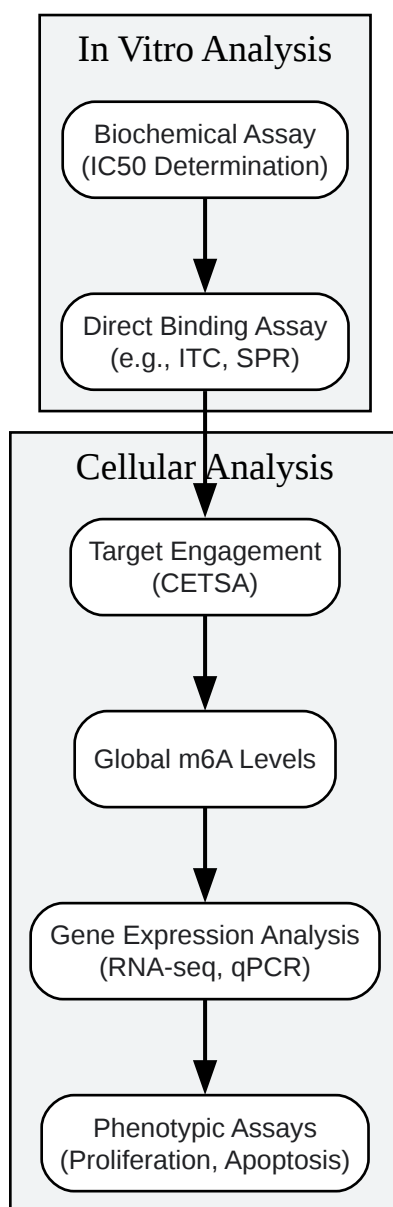 In Vitro Analysis
Biochemical Assay
(IC50 Determination)
Direct Binding Assay
(e.g., ITC, SPR)
Cellular Analysis
Target Engagement
(CETSA)
Global m6A Levels
Gene Expression Analysis
(RNA-seq, qPCR)
Phenotypic Assays
(Proliferation, Apoptosis)